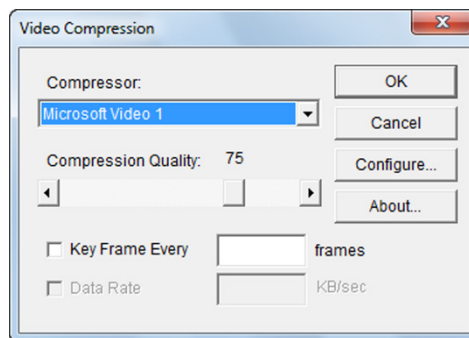 Video Compression
Compressor:
Microsoft Video 1
Compression Quality: 75
Key Frame Every frames
Data Rate KB/sec
OK
Cancel
Configure...
About...